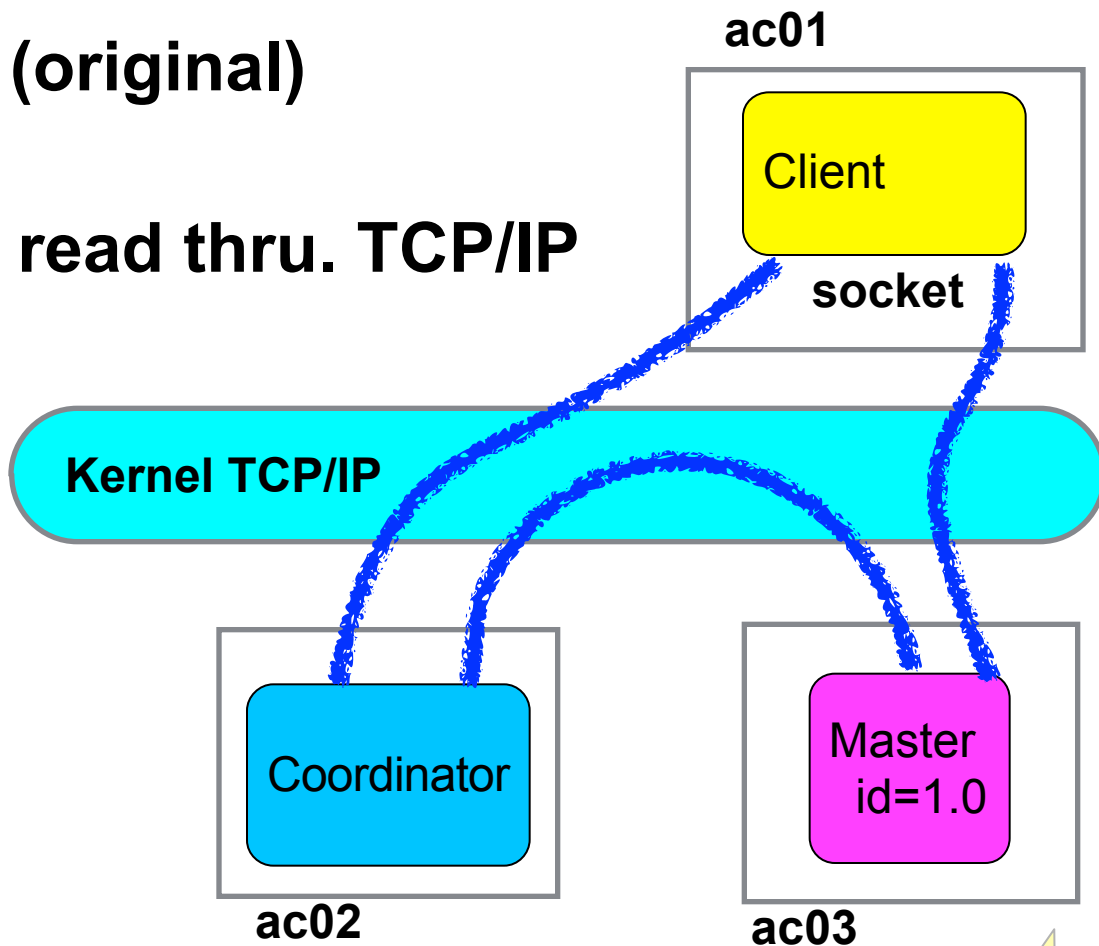 (original)
ac01
Client
read thru. TCP/IP
socket
Kernel TCP/IP
Coordinator
Master
id=1.0
ac02
ac03